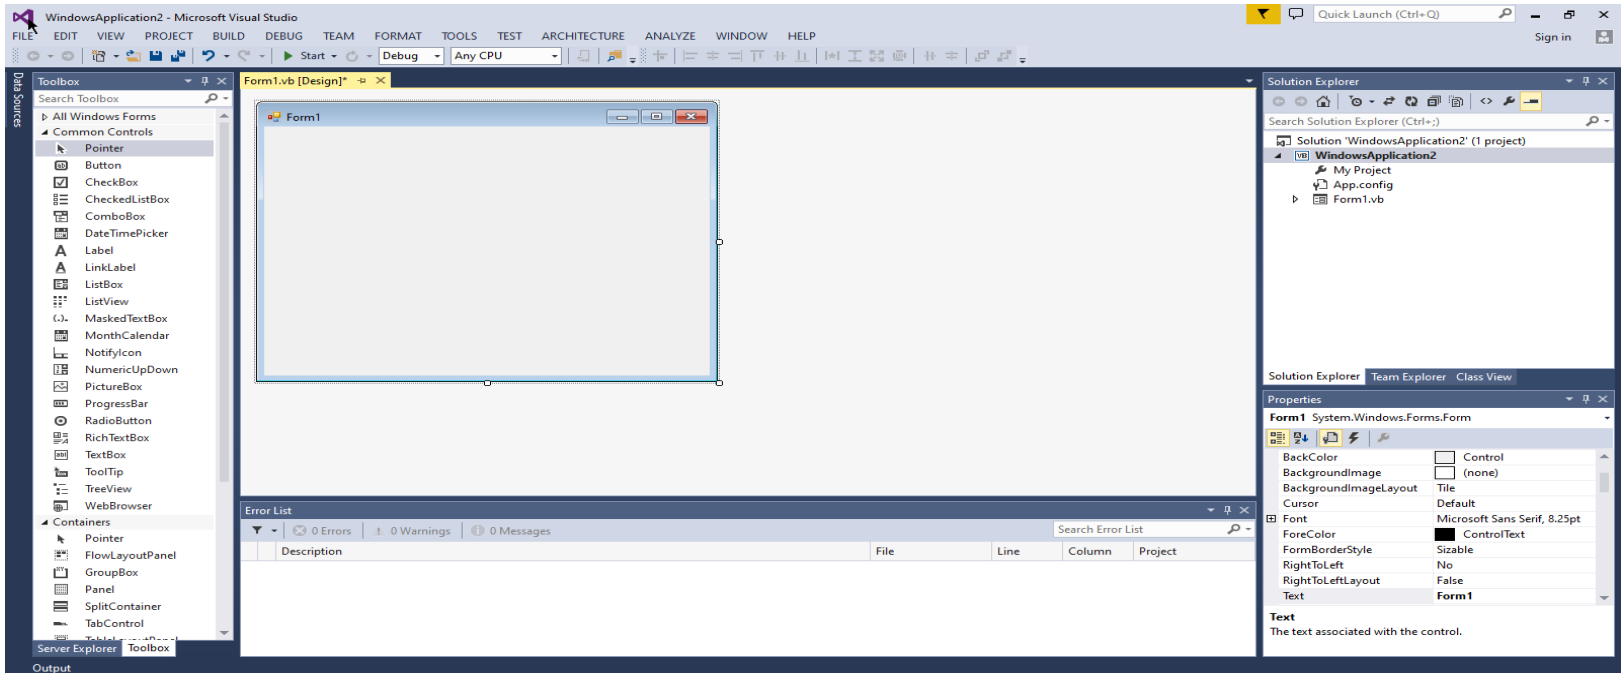 WindowsApplication2 - Microsoft Visual Studio
Quick Launch (Ctrl+Q)
FILE EDIT VIEW PROJECT BUILD DEBUG TEAM FORMAT TOOLS TEST ARCHITECTURE ANALYZE WINDOW HELP
Sign in
Start Debug Any CPU
Data Sources
Toolbox
Search Toolbox
All Windows Forms
Common Controls
Pointer
Button
CheckBox
CheckedListBox
ComboBox
DateTimePicker
Label
LinkLabel
ListBox
ListView
MaskedTextBox
MonthCalendar
NotifyIcon
NumericUpDown
PictureBox
ProgressBar
RadioButton
RichTextBox
TextBox
ToolTip
TreeView
WebBrowser
Containers
Pointer
FlowLayoutPanel
GroupBox
Panel
SplitContainer
TabControl
TableLayoutPanel
Server Explorer Toolbox
Output
Form1.vb [Design]*
Form1
Error List
0 Errors 0 Warnings 0 Messages
Search Error List
Description File Line Column Project
Solution Explorer
Search Solution Explorer (Ctrl+;)
Solution 'WindowsApplication2' (1 project)
VB WindowsApplication2
My Project
App.config
Form1.vb
Solution Explorer Team Explorer Class View
Properties
Form1 System.Windows.Forms.Form
BackColor Control
BackgroundImage (none)
BackgroundImageLayout Tile
Cursor Default
Font Microsoft Sans Serif, 8.25pt
ForeColor ControlText
FormBorderStyle Sizable
RightToLeft No
RightToLeftLayout False
Text Form1
Text
The text associated with the control.